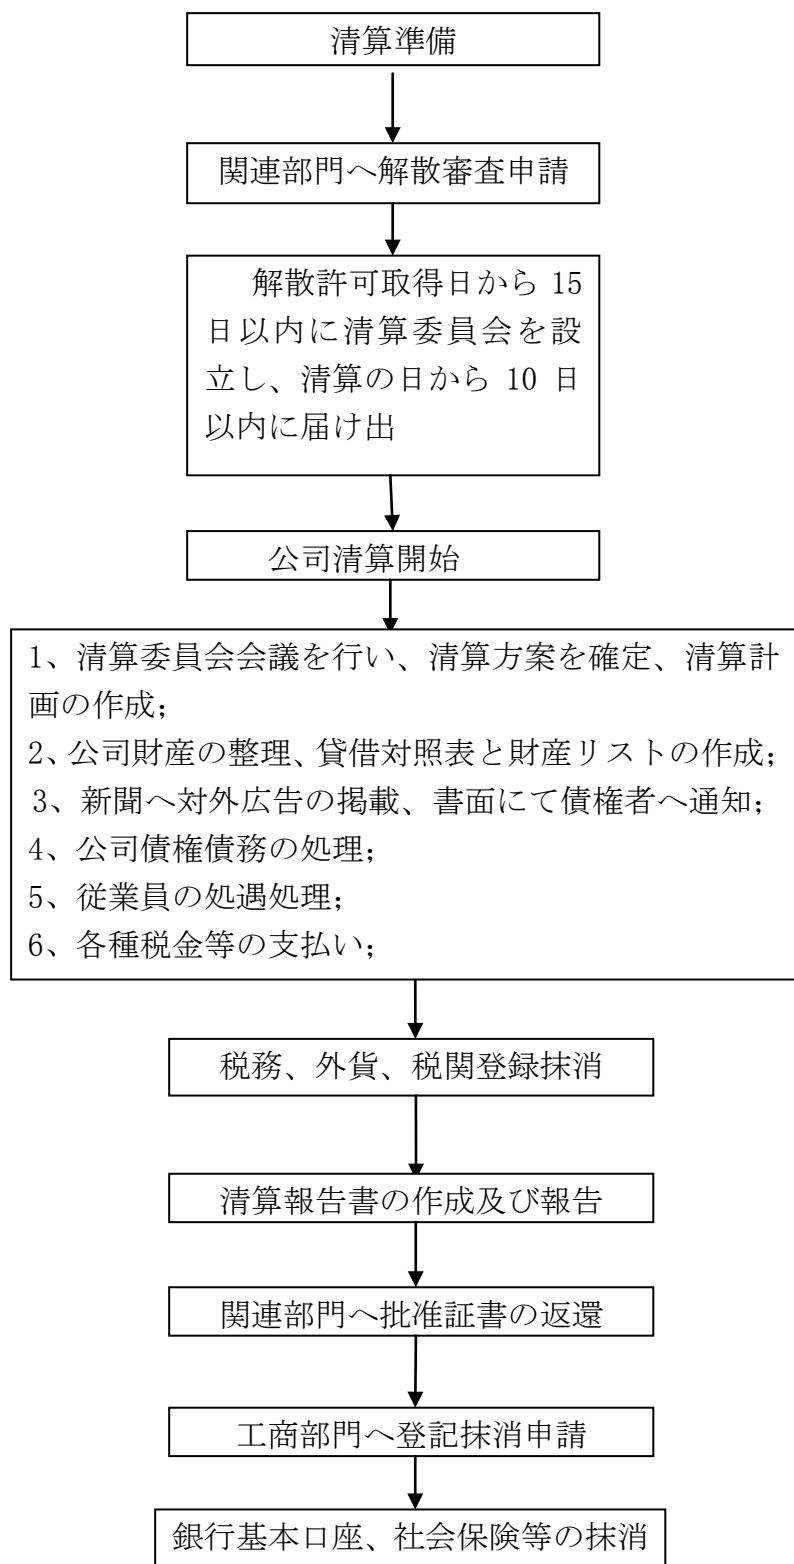 清算準備
関連部門へ解散審査申請
解散許可取得日から 15
日以内に清算委員会を設
立し、清算の日から 10 日
以内に届け出
公司清算開始
1、清算委員会会議を行い、清算方案を確定、清算計
画の作成;
2、公司財産の整理、貸借対照表と財産リストの作成;
3、新聞へ対外広告の掲載、書面にて債権者へ通知;
4、公司債権債務の処理;
5、従業員の処遇処理;
6、各種税金等の支払い;
税務、外貨、税関登録抹消
清算報告書の作成及び報告
関連部門へ批准証書の返還
工商部門へ登記抹消申請
銀行基本口座、社会保険等の抹消